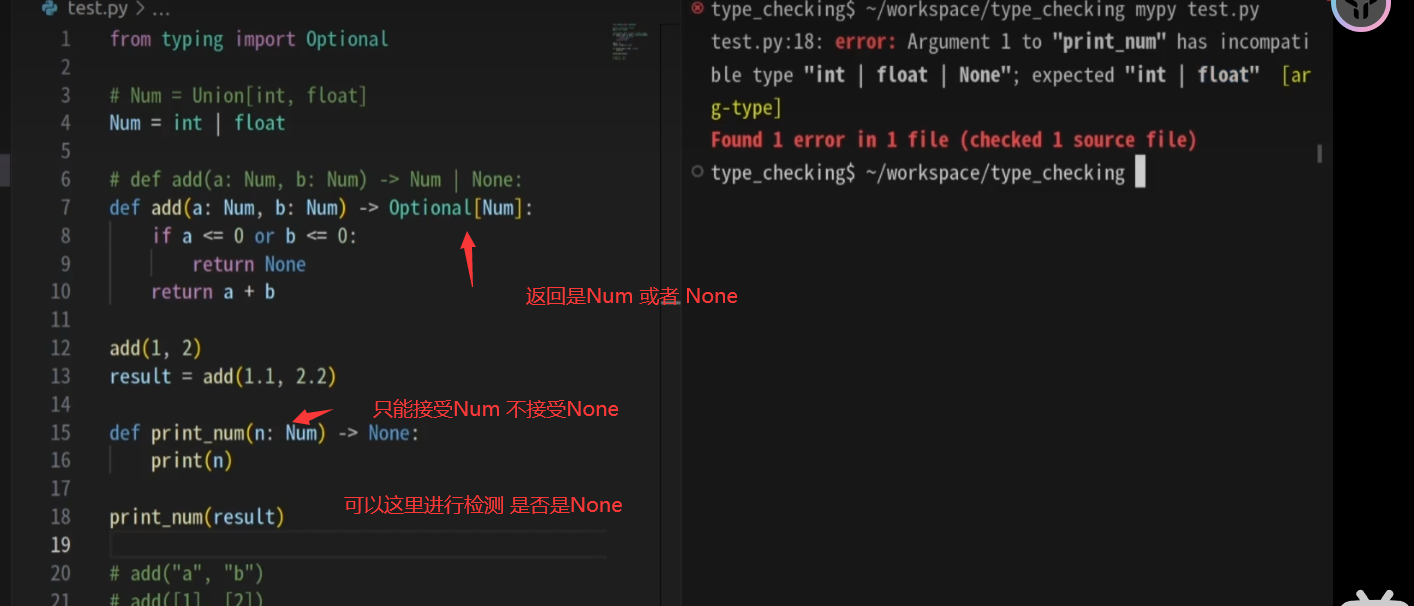 test.py > ...
1 from typing import Optional
2
3 # Num = Union[int, float]
4 Num = int | float
5
6 # def add(a: Num, b: Num) -> Num | None:
7 def add(a: Num, b: Num) -> Optional[Num]:
8 if a <= 0 or b <= 0:
9 return None
10 return a + b
返回是Num 或者 None
11
12 add(1, 2)
13 result = add(1.1, 2.2)
14
只能接受Num 不接受None
15 def print_num(n: Num) -> None:
16 print(n)
17
可以这里进行检测 是否是None
18 print_num(result)
19
20 # add("a", "b")
21 # add([1], [2])
type_checking$ ~/workspace/type_checking mypy test.py
test.py:18: error: Argument 1 to "print_num" has incompati
ble type "int | float | None"; expected "int | float" [ar
g-type]
Found 1 error in 1 file (checked 1 source file)
type_checking$ ~/workspace/type_checking